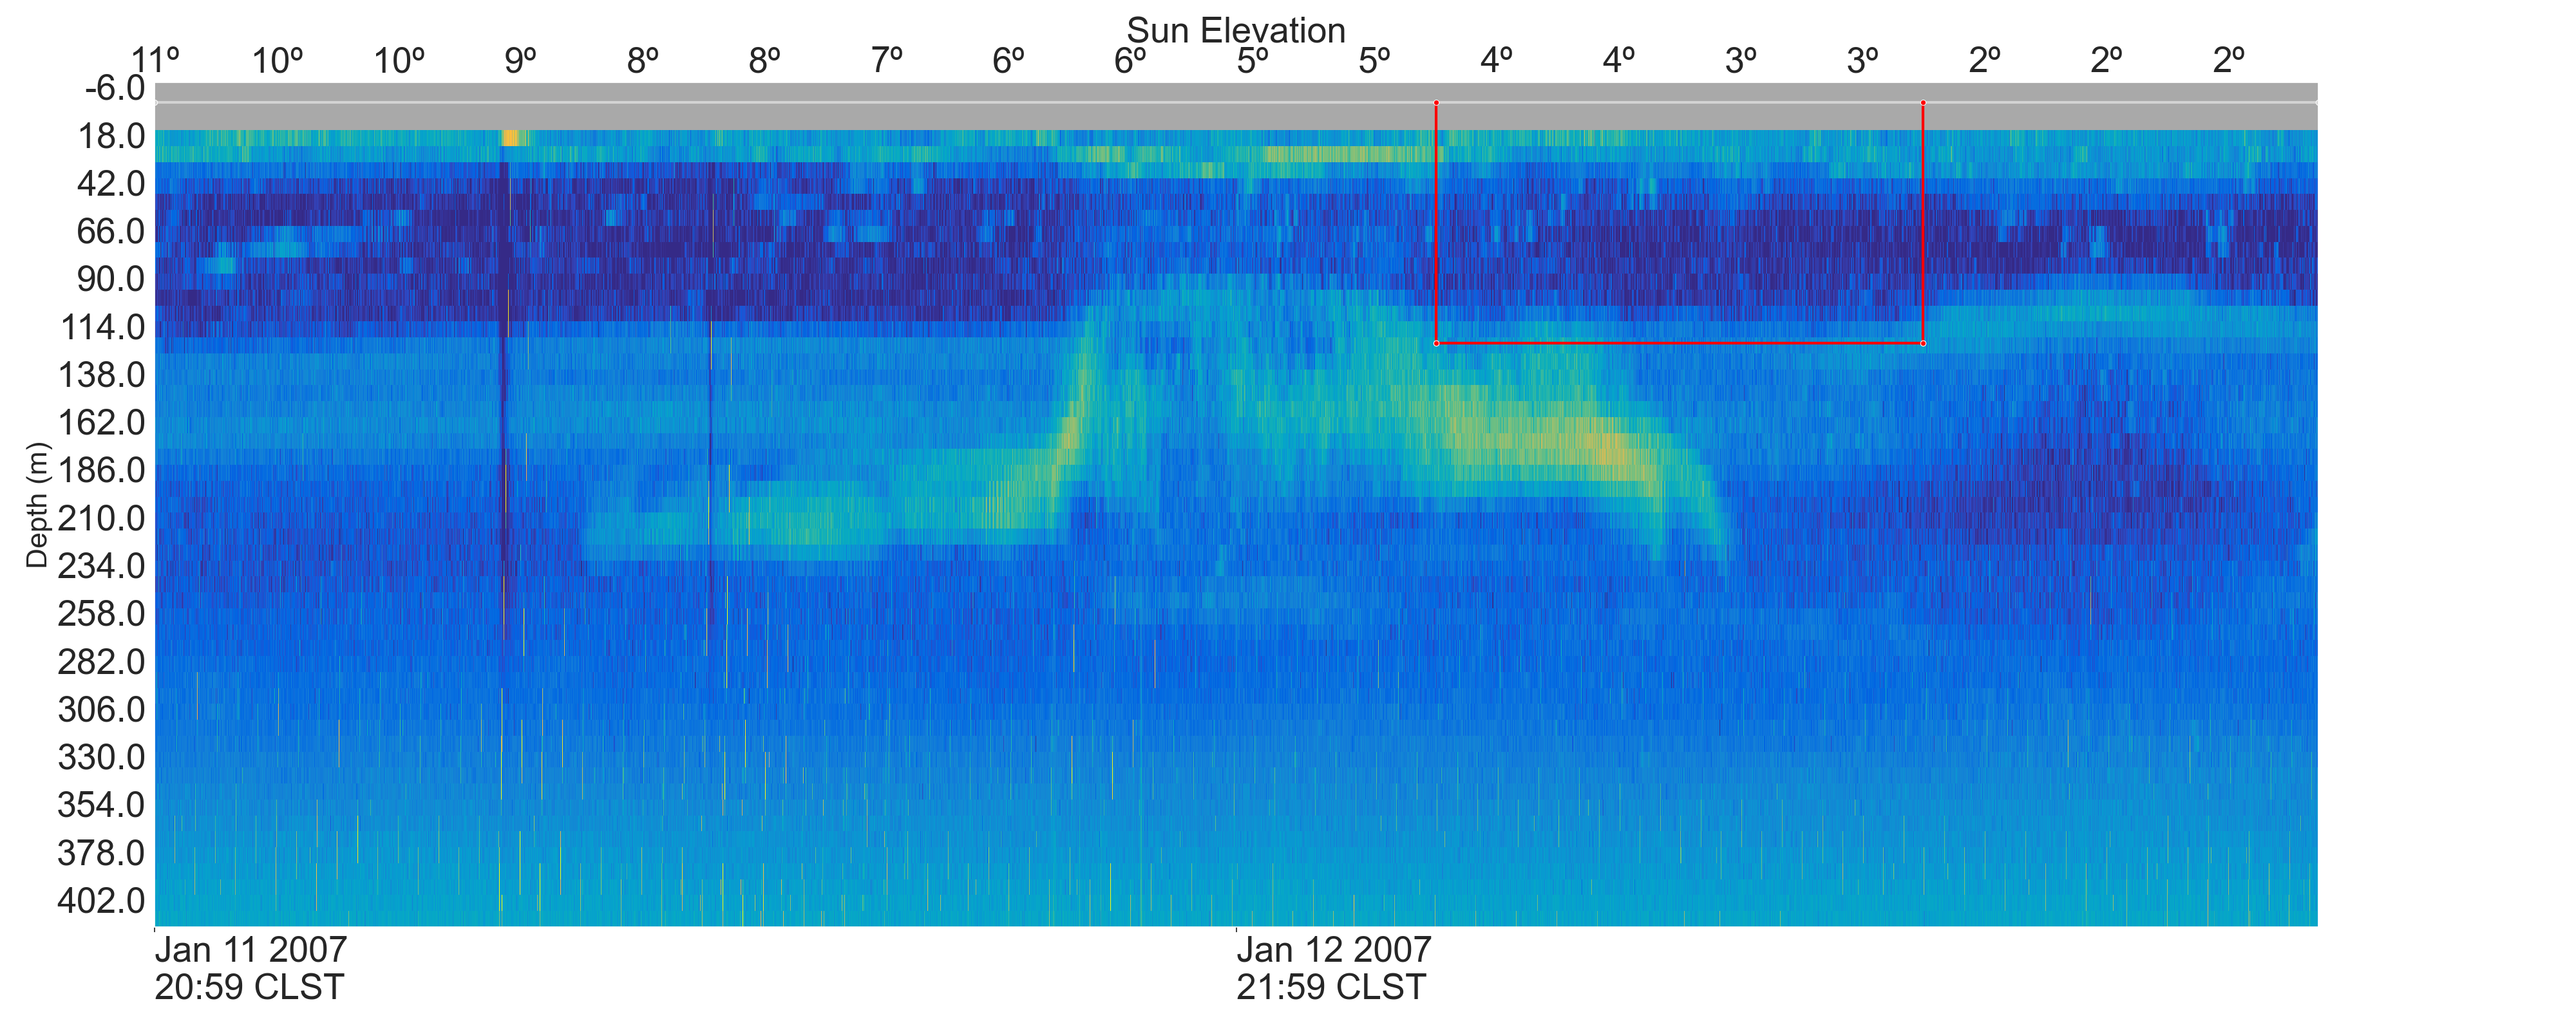 Sun Elevation
11º 10º 10º 9º 8º 8º 7º 6º 6º 5º 5º 4º 4º 3º 3º 2º 2º 2º
-6.0
18.0
42.0
66.0
90.0
114.0
138.0
162.0
186.0
210.0
234.0
258.0
282.0
306.0
330.0
354.0
378.0
402.0
Depth (m)
Jan 11 2007
20:59 CLST
Jan 12 2007
21:59 CLST